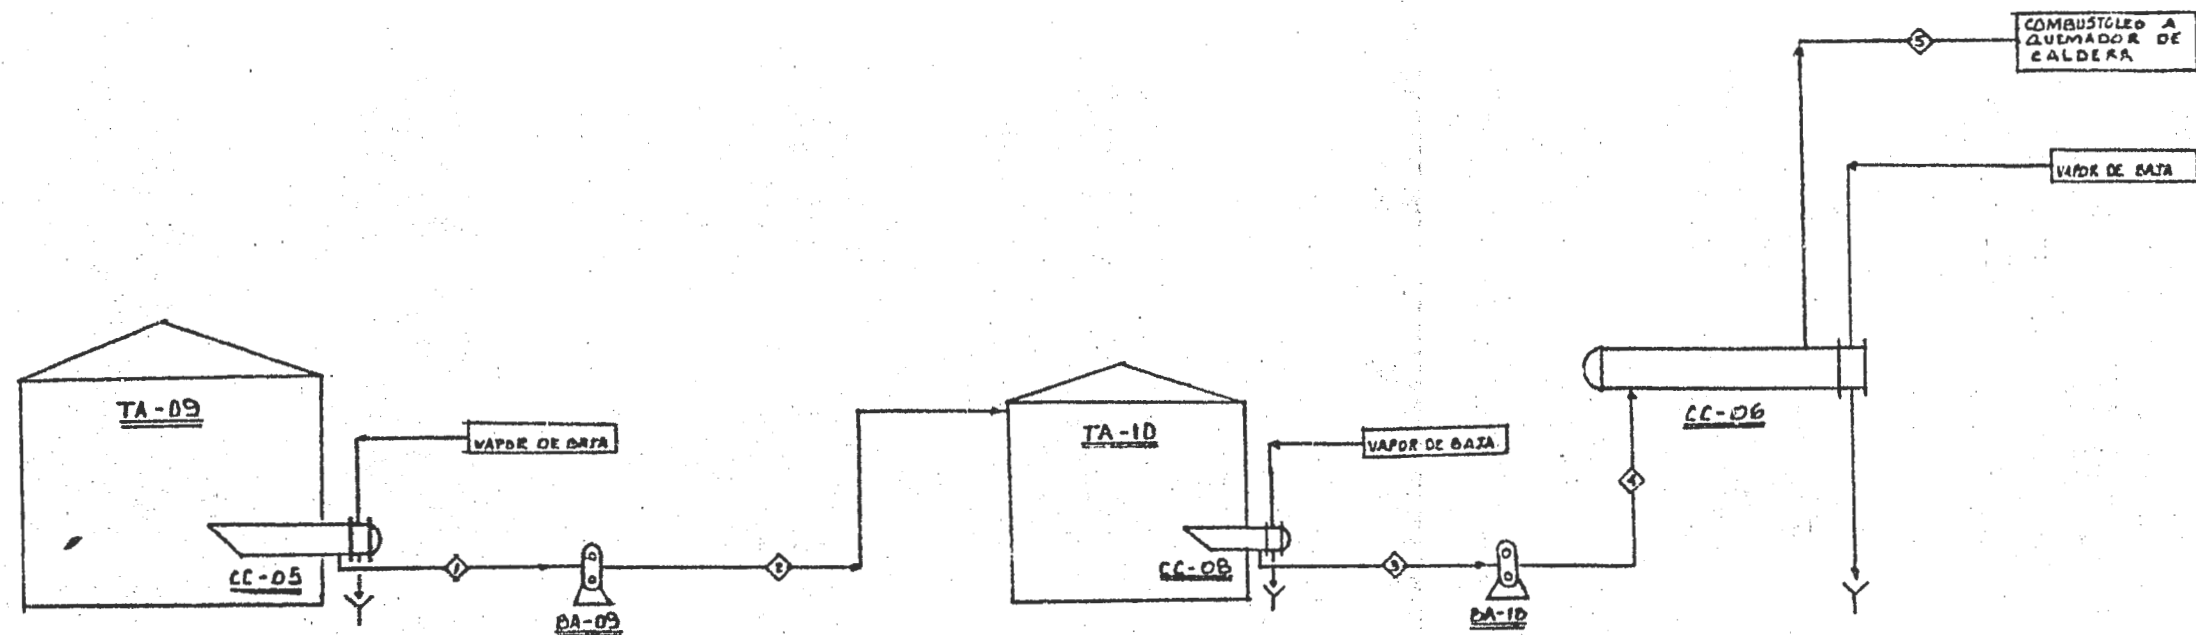 COMBUSTOLEO A
QUEMADOR DE
CALDERA
5
VAPOR DE BAJA
TA-09
VAPOR DE BAJA
TA-10
VAPOR DE BAJA
CC-06
4
CC-05
1
2
CC-08
3
BA-09
BA-10